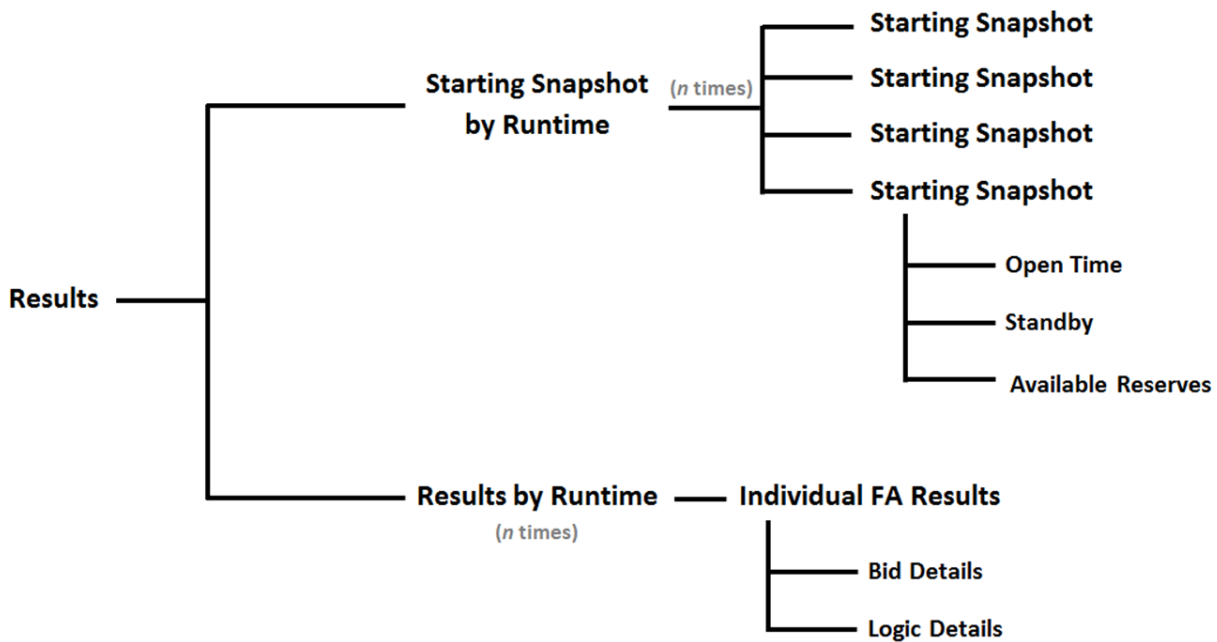 Results
Starting Snapshot
by Runtime
(n times)
Starting Snapshot
Starting Snapshot
Starting Snapshot
Starting Snapshot
Open Time
Standby
Available Reserves
Results by Runtime
(n times)
Individual FA Results
Bid Details
Logic Details